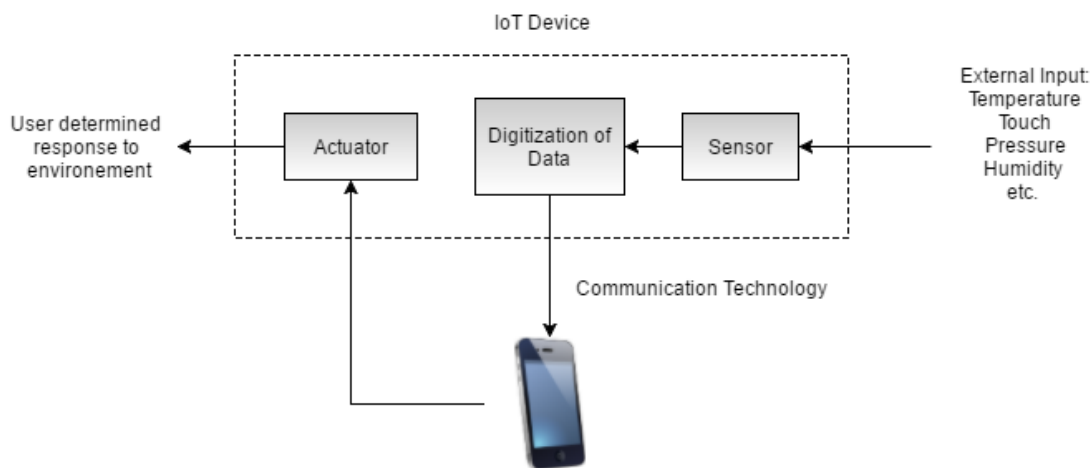 IoT Device
User determined
response to
environement
Actuator
Digitization of
Data
Sensor
External Input:
Temperature
Touch
Pressure
Humidity
etc.
Communication Technology